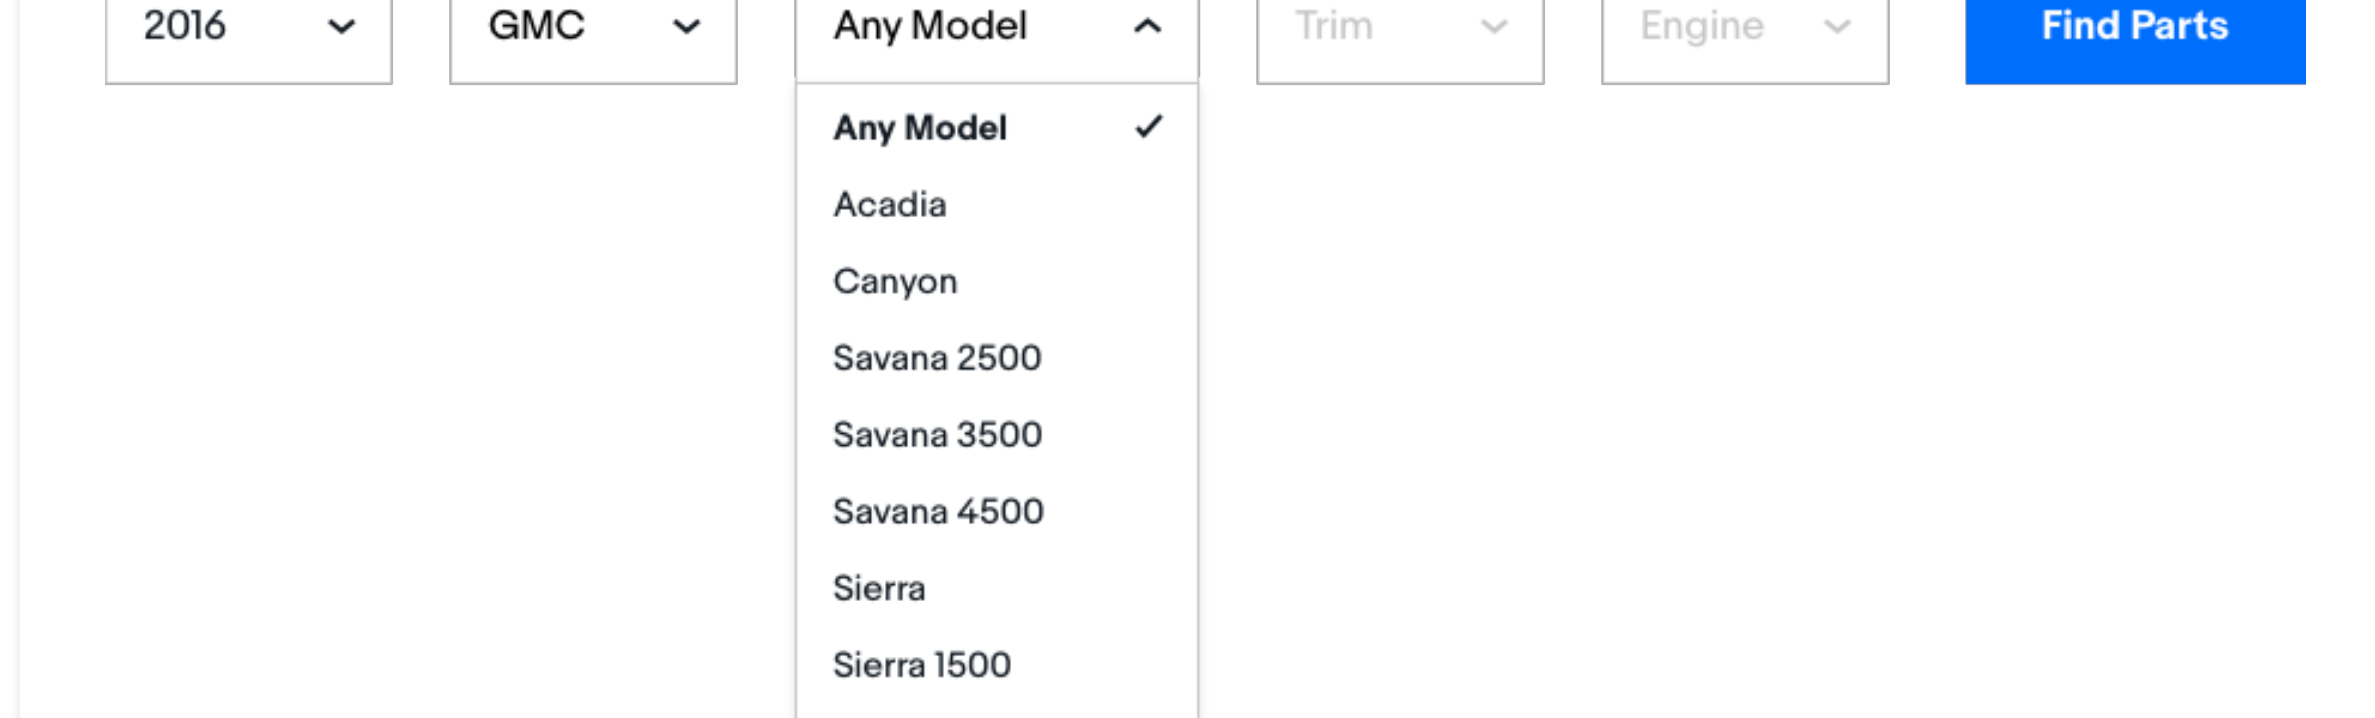 2016 GMC Any Model Trim Engine Find Parts
Any Model
Acadia
Canyon
Savana 2500
Savana 3500
Savana 4500
Sierra
Sierra 1500